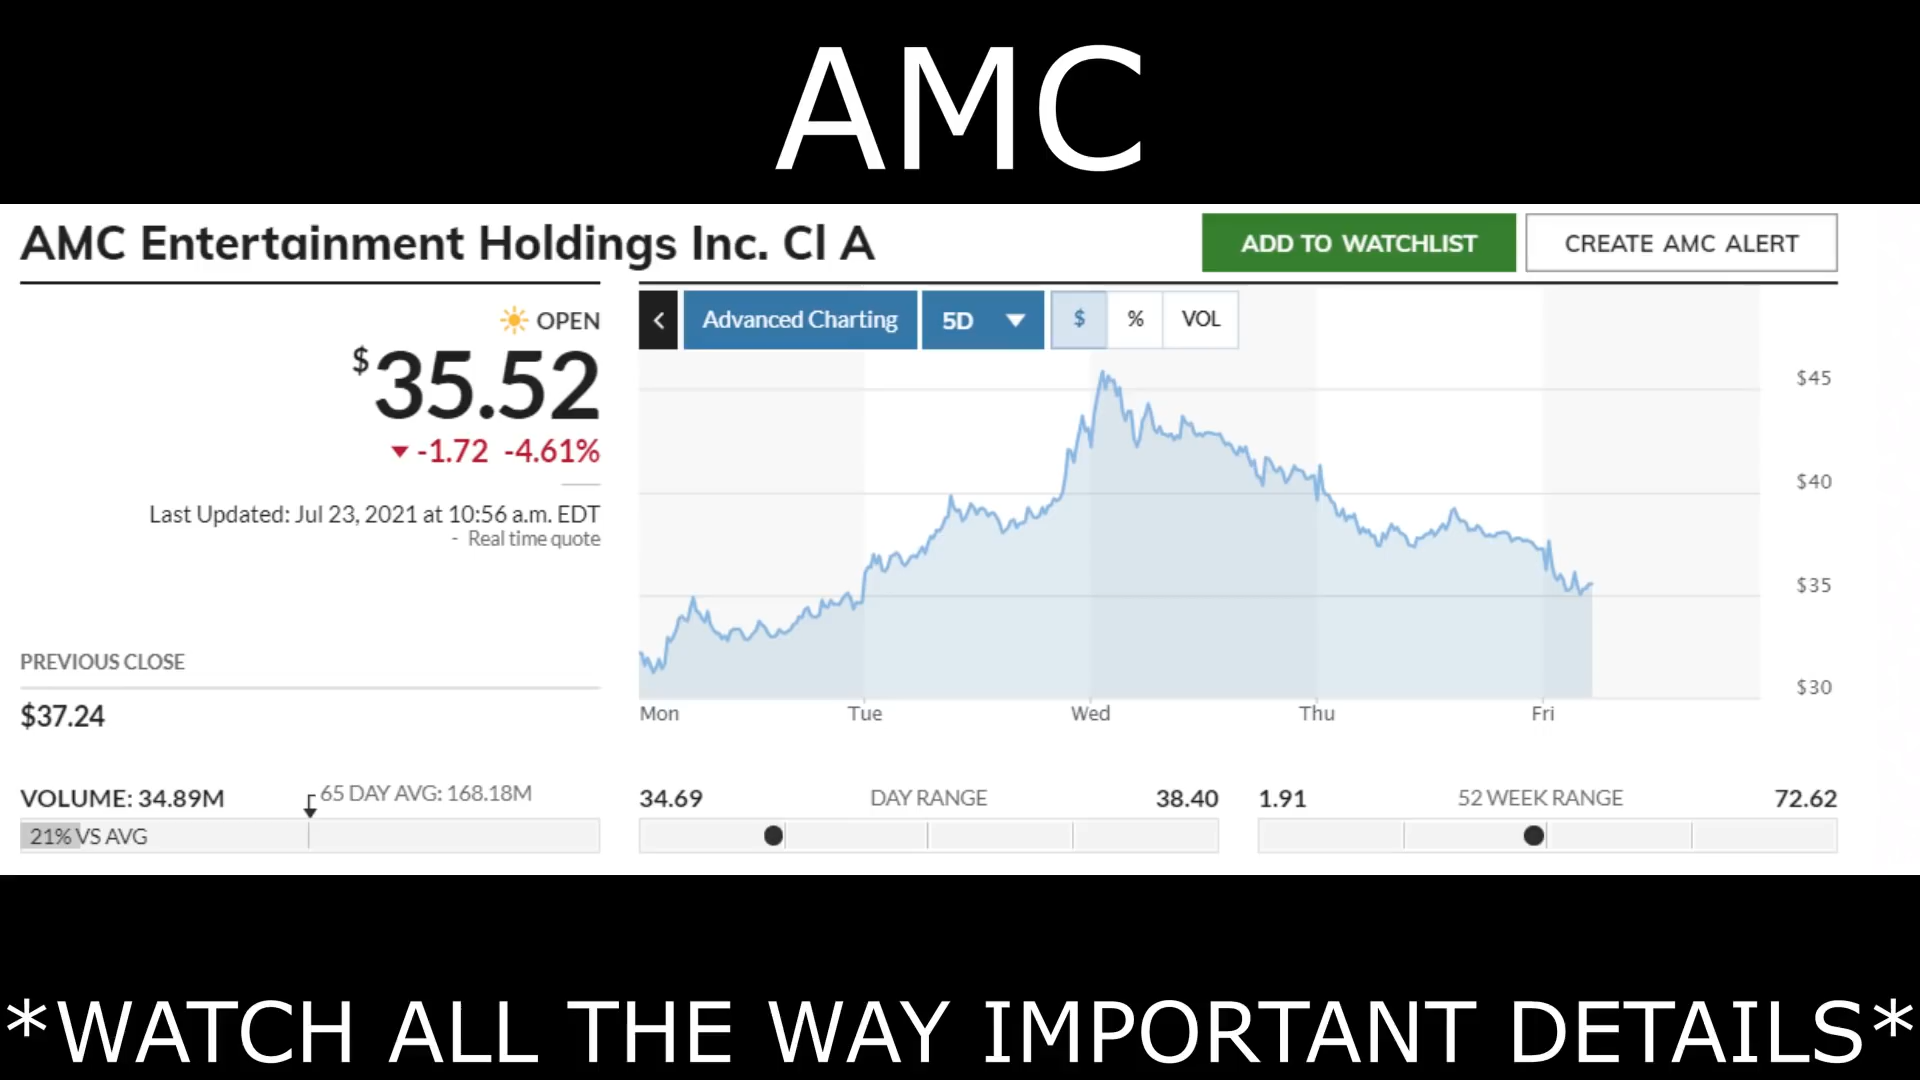 AMC
AMC Entertainment Holdings Inc. Cl A
ADD TO WATCHLIST
CREATE AMC ALERT
OPEN
$35.52
-1.72 -4.61%
Last Updated: Jul 23, 2021 at 10:56 a.m. EDT
- Real time quote
PREVIOUS CLOSE
$37.24
< Advanced Charting 5D $ % VOL
$45
$40
$35
$30
Mon Tue Wed Thu Fri
VOLUME: 34.89M
65 DAY AVG: 168.18M
21% VS AVG
34.69 DAY RANGE 38.40
1.91 52 WEEK RANGE 72.62
*WATCH ALL THE WAY IMPORTANT DETAILS*